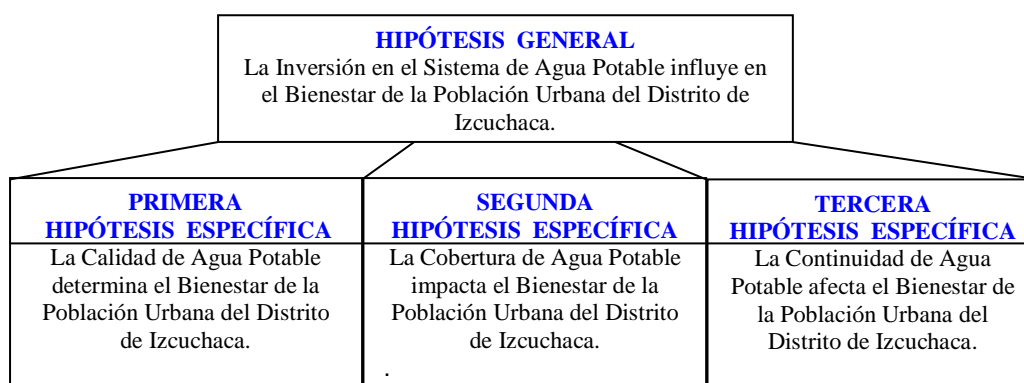 HIPÓTESIS GENERAL
La Inversión en el Sistema de Agua Potable influye en
el Bienestar de la Población Urbana del Distrito de
Izcuchaca.
PRIMERA
HIPÓTESIS ESPECÍFICA
La Calidad de Agua Potable
determina el Bienestar de la
Población Urbana del Distrito
de Izcuchaca.
SEGUNDA
HIPÓTESIS ESPECÍFICA
La Cobertura de Agua Potable
impacta el Bienestar de la
Población Urbana del Distrito
de Izcuchaca.
.
TERCERA
HIPÓTESIS ESPECÍFICA
La Continuidad de Agua
Potable afecta el Bienestar de
la Población Urbana del
Distrito de Izcuchaca.